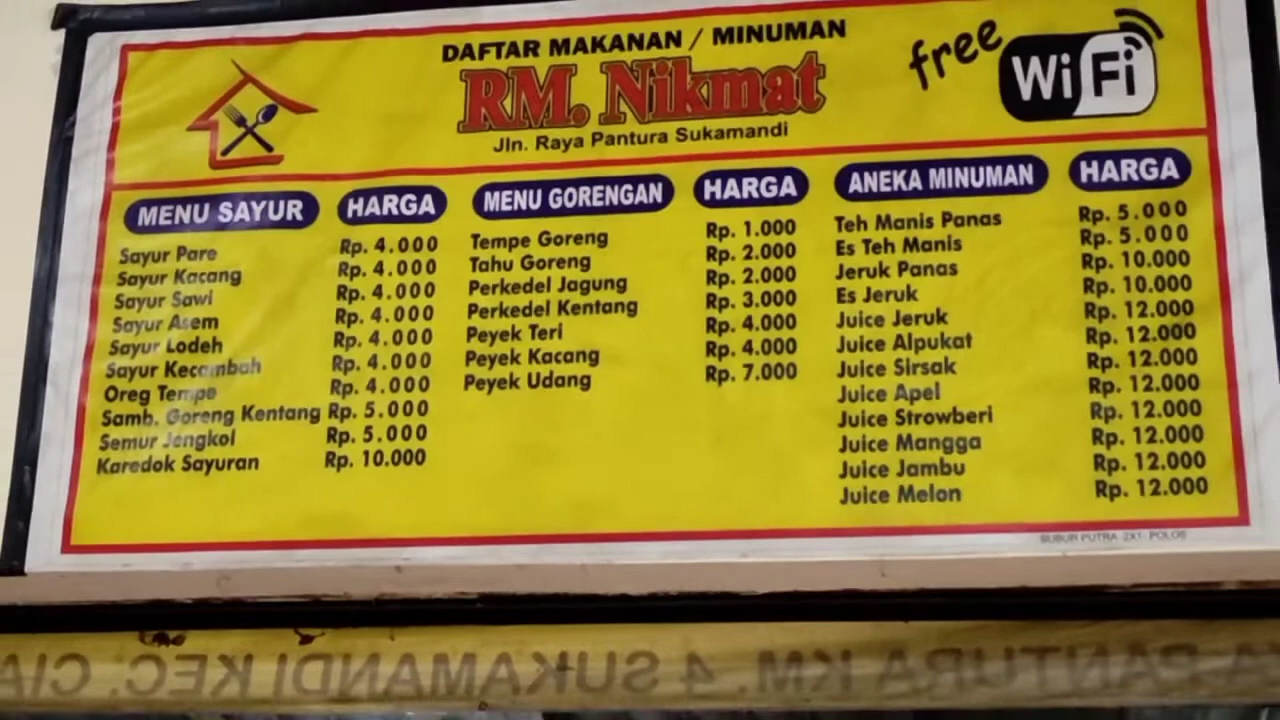 DAFTAR MAKANAN / MINUMAN
RM. Nikmat
Jln. Raya Pantura Sukamandi
free WiFi
MENU SAYUR HARGA
Sayur Pare Rp. 4.000
Sayur Kacang Rp. 4.000
Sayur Sawi Rp. 4.000
Sayur Asem Rp. 4.000
Sayur Lodeh Rp. 4.000
Sayur Kecambah Rp. 4.000
Oreg Tempe Rp. 4.000
Samb. Goreng Kentang Rp. 5.000
Semur Jengkol Rp. 5.000
Karedok Sayuran Rp. 10.000
MENU GORENGAN HARGA
Tempe Goreng Rp. 1.000
Tahu Goreng Rp. 2.000
Perkedel Jagung Rp. 2.000
Perkedel Kentang Rp. 3.000
Peyek Teri Rp. 4.000
Peyek Kacang Rp. 4.000
Peyek Udang Rp. 7.000
ANEKA MINUMAN HARGA
Teh Manis Panas Rp. 5.000
Es Teh Manis Rp. 5.000
Jeruk Panas Rp. 10.000
Es Jeruk Rp. 10.000
Juice Jeruk Rp. 12.000
Juice Alpukat Rp. 12.000
Juice Sirsak Rp. 12.000
Juice Apel Rp. 12.000
Juice Strowberi Rp. 12.000
Juice Mangga Rp. 12.000
Juice Jambu Rp. 12.000
Juice Melon Rp. 12.000
SUBUR PUTRA 2X1 POLOS
PANTURA KM. 4 SUKAMANDI KEC.